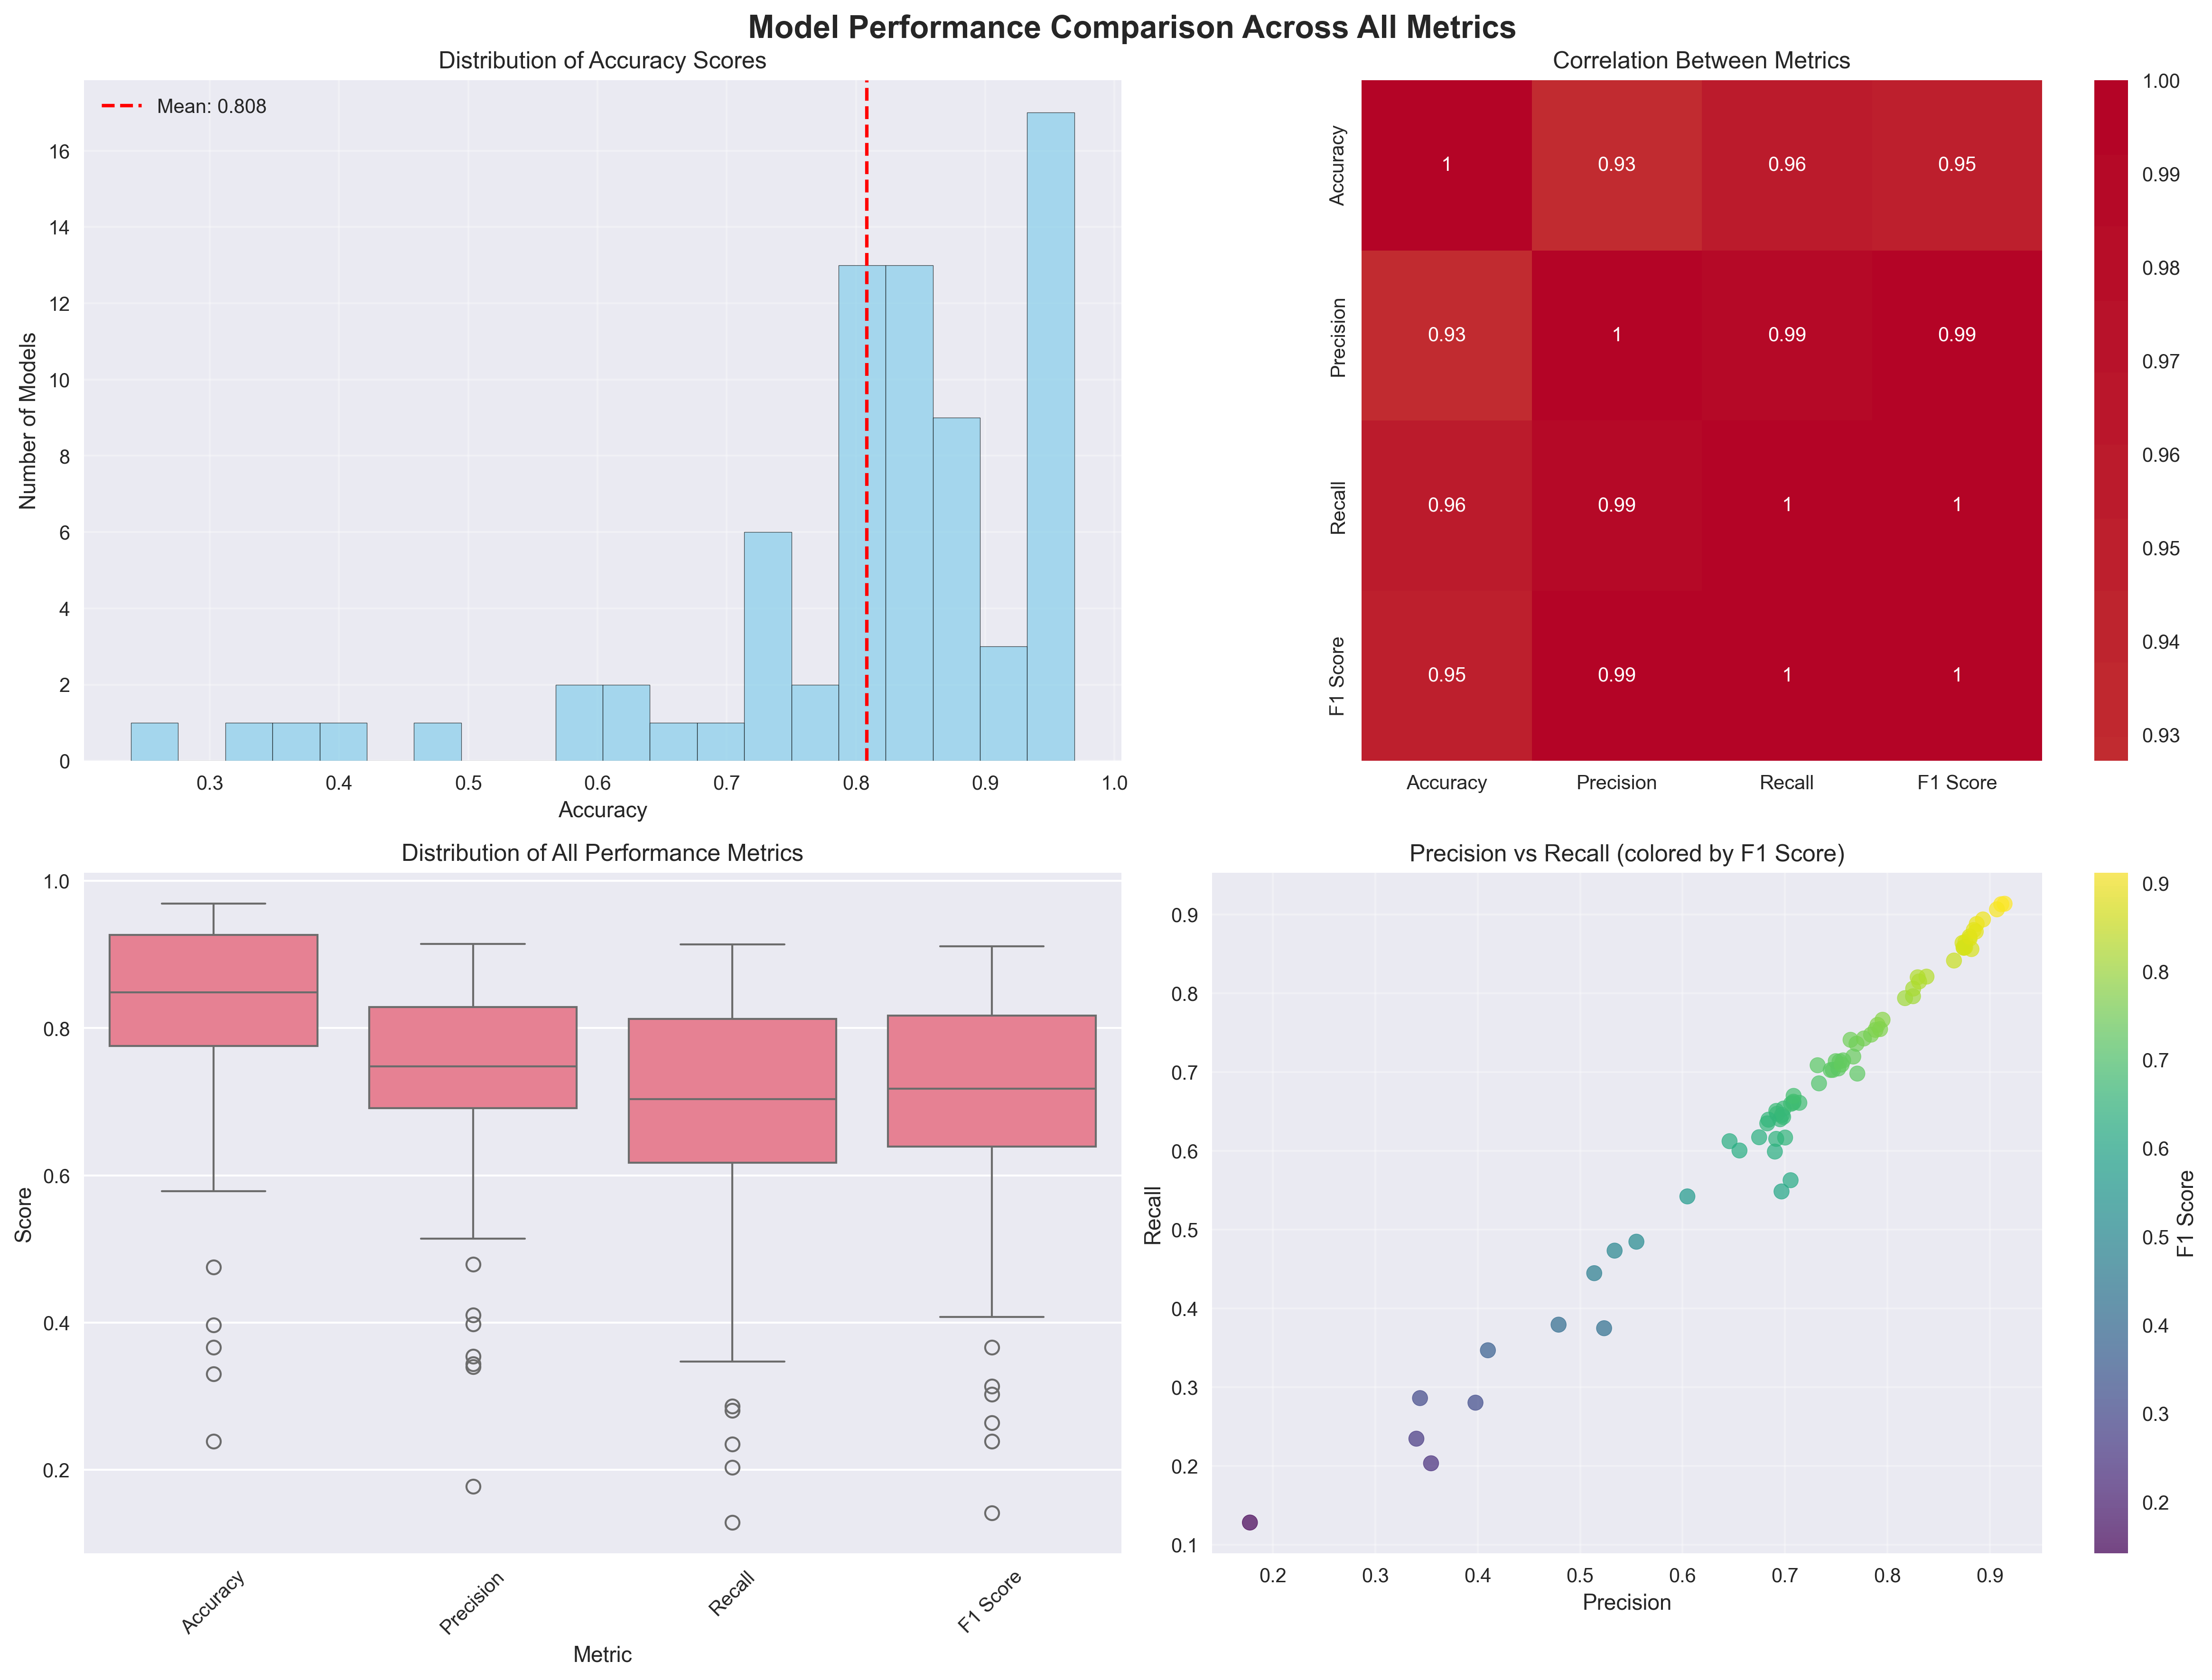 Model Performance Comparison Across All Metrics
Distribution of Accuracy Scores
Mean: 0.808
Number of Models
16
14
12
10
8
6
4
2
0
0.3 0.4 0.5 0.6 0.7 0.8 0.9 1.0
Accuracy
Correlation Between Metrics
Accuracy 1 0.93 0.96 0.95
Precision 0.93 1 0.99 0.99
Recall 0.96 0.99 1 1
F1 Score 0.95 0.99 1 1
Accuracy Precision Recall F1 Score
1.00
0.99
0.98
0.97
0.96
0.95
0.94
0.93
Distribution of All Performance Metrics
Score
1.0
0.8
0.6
0.4
0.2
Accuracy Precision Recall F1 Score
Metric
Precision vs Recall (colored by F1 Score)
Recall
0.9
0.8
0.7
0.6
0.5
0.4
0.3
0.2
0.1
0.2 0.3 0.4 0.5 0.6 0.7 0.8 0.9
Precision
0.9
0.8
0.7
0.6
0.5
0.4
0.3
0.2
F1 Score